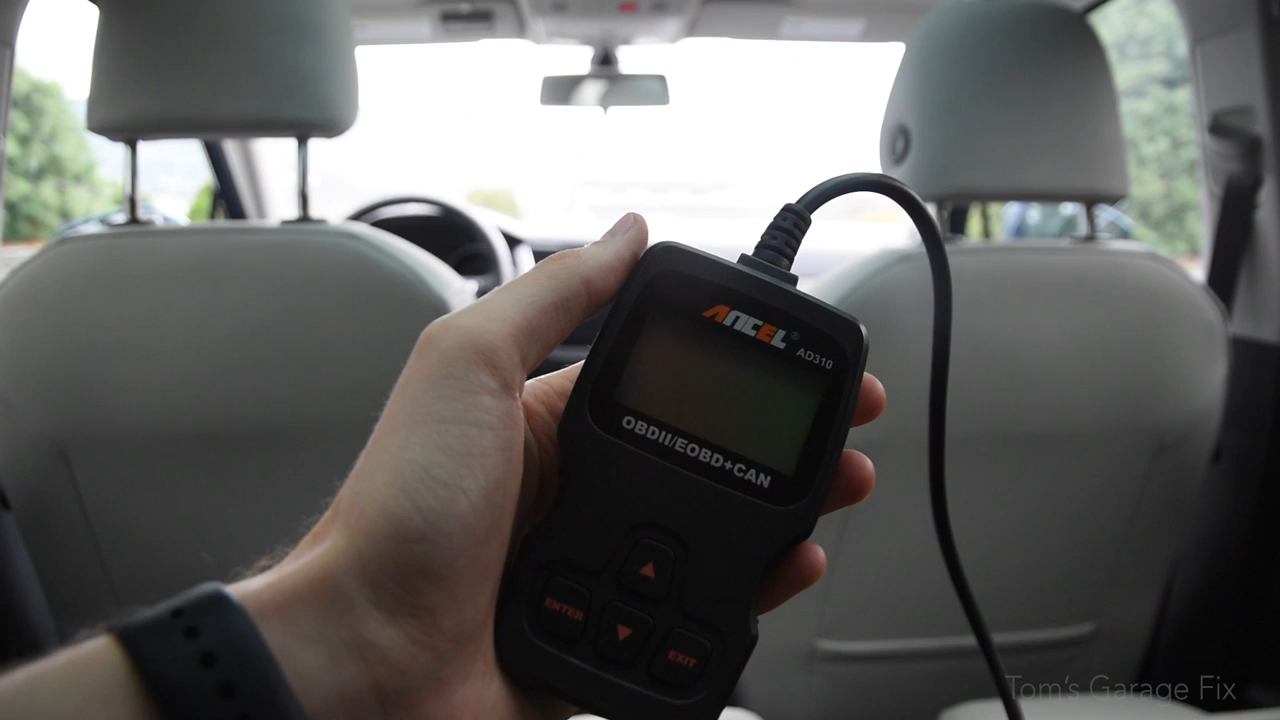 ANCEL®
AD310
OBDII/EOBD+CAN
ENTER
EXIT
Tom's Garage Fix